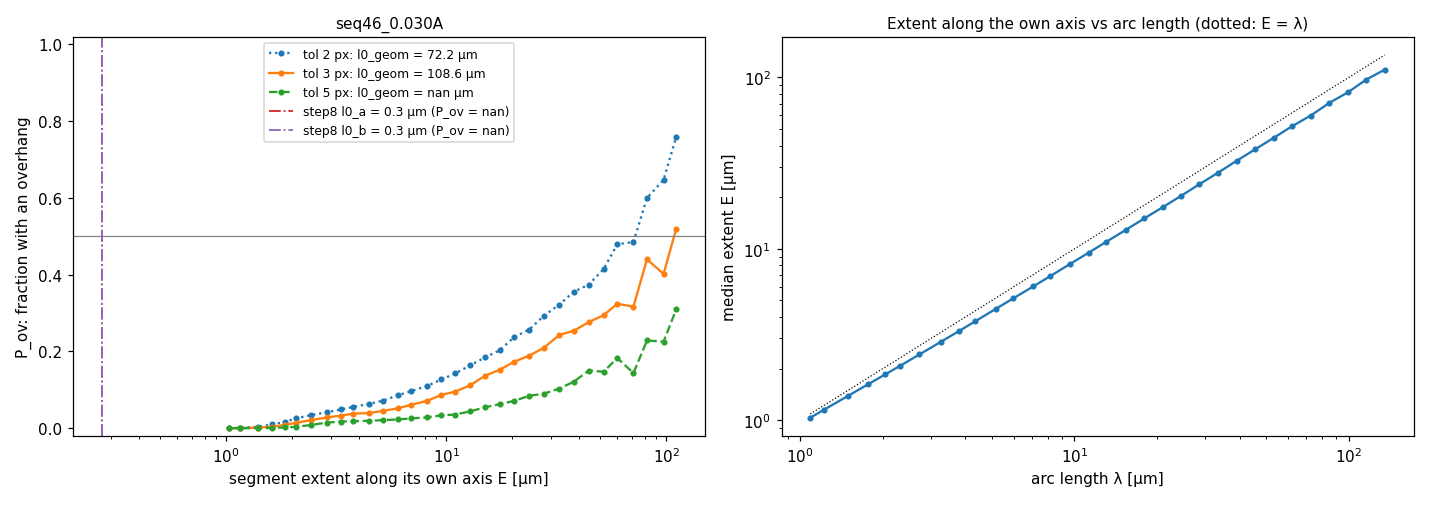 seq46_0.030A
P_ov: fraction with an overhang
1.0
0.8
0.6
0.4
0.2
0.0
tol 2 px: l0_geom = 72.2 µm
tol 3 px: l0_geom = 108.6 µm
tol 5 px: l0_geom = nan µm
step8 l0_a = 0.3 µm (P_ov = nan)
step8 l0_b = 0.3 µm (P_ov = nan)
10⁰
10¹
10²
segment extent along its own axis E [µm]
Extent along the own axis vs arc length (dotted: E = λ)
median extent E [µm]
10²
10¹
10⁰
10⁰
10¹
10²
arc length λ [µm]